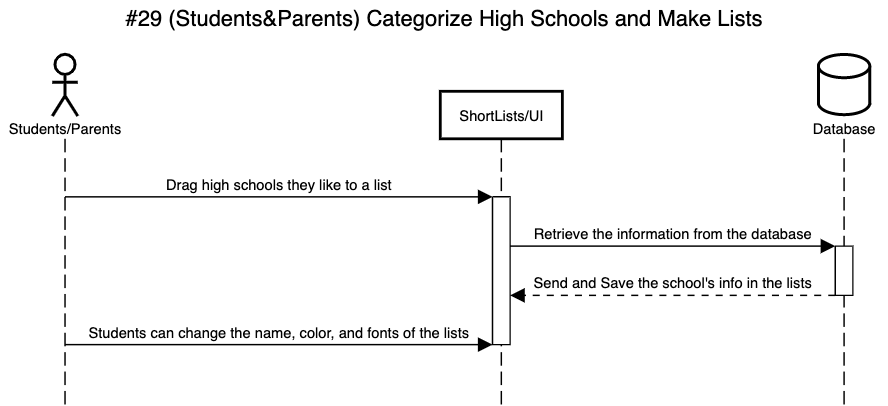 #29 (Students&Parents) Categorize High Schools and Make Lists
Students/Parents
ShortLists/UI
Database
Drag high schools they like to a list
Retrieve the information from the database
Send and Save the school's info in the lists
Students can change the name, color, and fonts of the lists